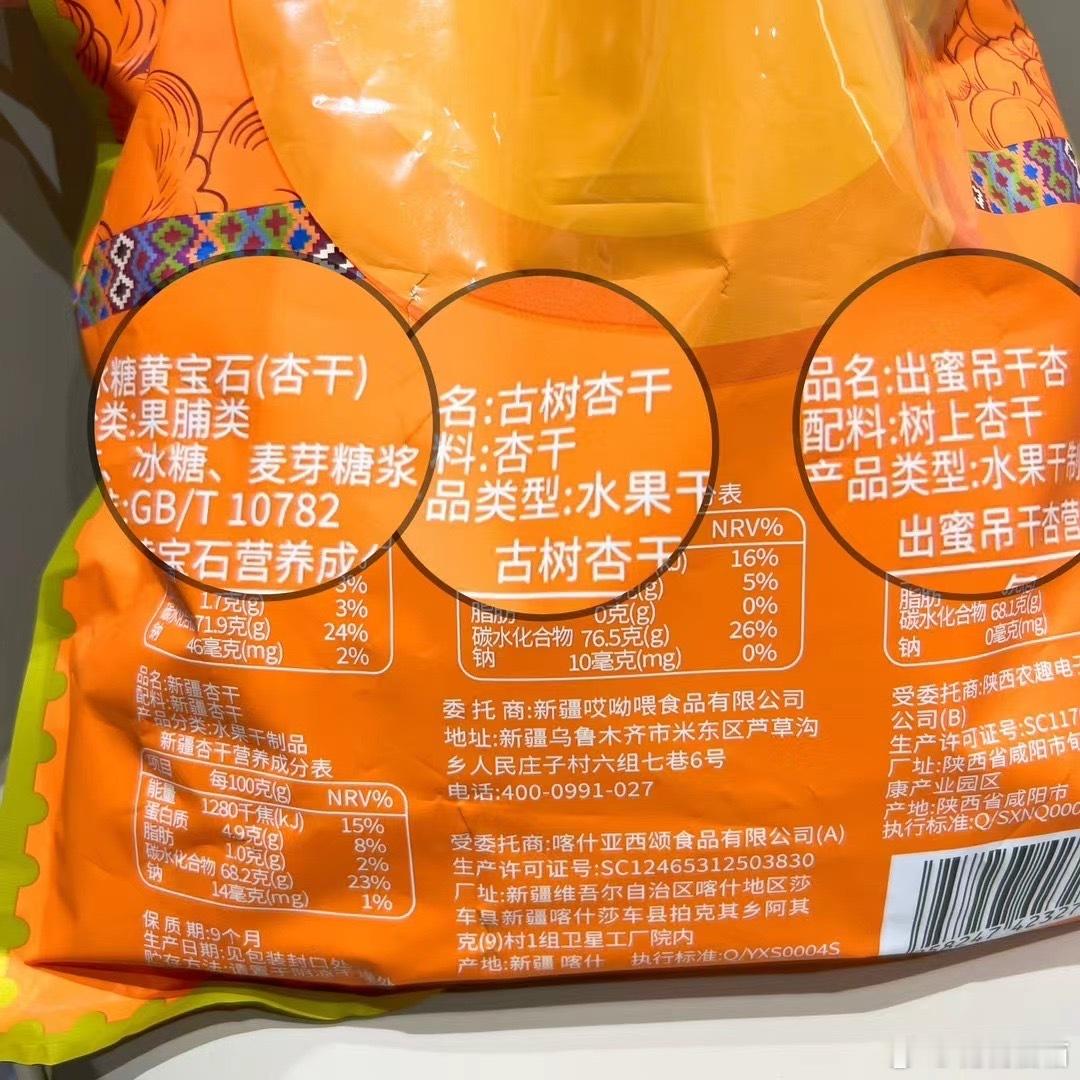 糖黄宝石(杏干)
类:果脯类
冰糖、麦芽糖浆
:GB/T 10782
宝石营养成
3%
1.7克(g) 3%
71.9克(g) 24%
钠 46毫克(mg) 2%
品名:新疆杏干
配料:新疆杏干
产品分类:水果干制品
新疆杏干营养成分表
项目 每100克(g) NRV%
能量 1280千焦(kJ) 15%
蛋白质 4.9克(g) 8%
脂肪 1.0克(g) 2%
碳水化合物 68.2克(g) 23%
钠 14毫克(mg) 1%
保质期:9个月
生产日期:见包装封口处
名:古树杏干
料:杏干
品类型:水果干
分表
古树杏干
NRV%
16%
5%
脂肪 0克(g) 0%
碳水化合物 76.5克(g) 26%
钠 10毫克(mg) 0%
委托商:新疆哎呦喂食品有限公司
地址:新疆乌鲁木齐市米东区芦草沟
乡人民庄子村六组七巷6号
电话:400-0991-027
受委托商:喀什亚西颂食品有限公司(A)
生产许可证号:SC12465312503830
厂址:新疆维吾尔自治区喀什地区莎
车县新疆喀什莎车县拍克其乡阿其
克(9)村1组卫星工厂院内
产地:新疆 喀什 执行标准:Q/YXS0004S
品名:出蜜吊干杏
配料:树上杏干
产品类型:水果干制
出蜜吊干杏营
脂肪
碳水化合物 68.1克(g)
钠 0毫克(mg)
受委托商:陕西农趣电子
公司(B)
生产许可证号:SC117
厂址:陕西省咸阳市旬
康产业园区
产地:陕西省咸阳市
执行标准:Q/SXNQ000